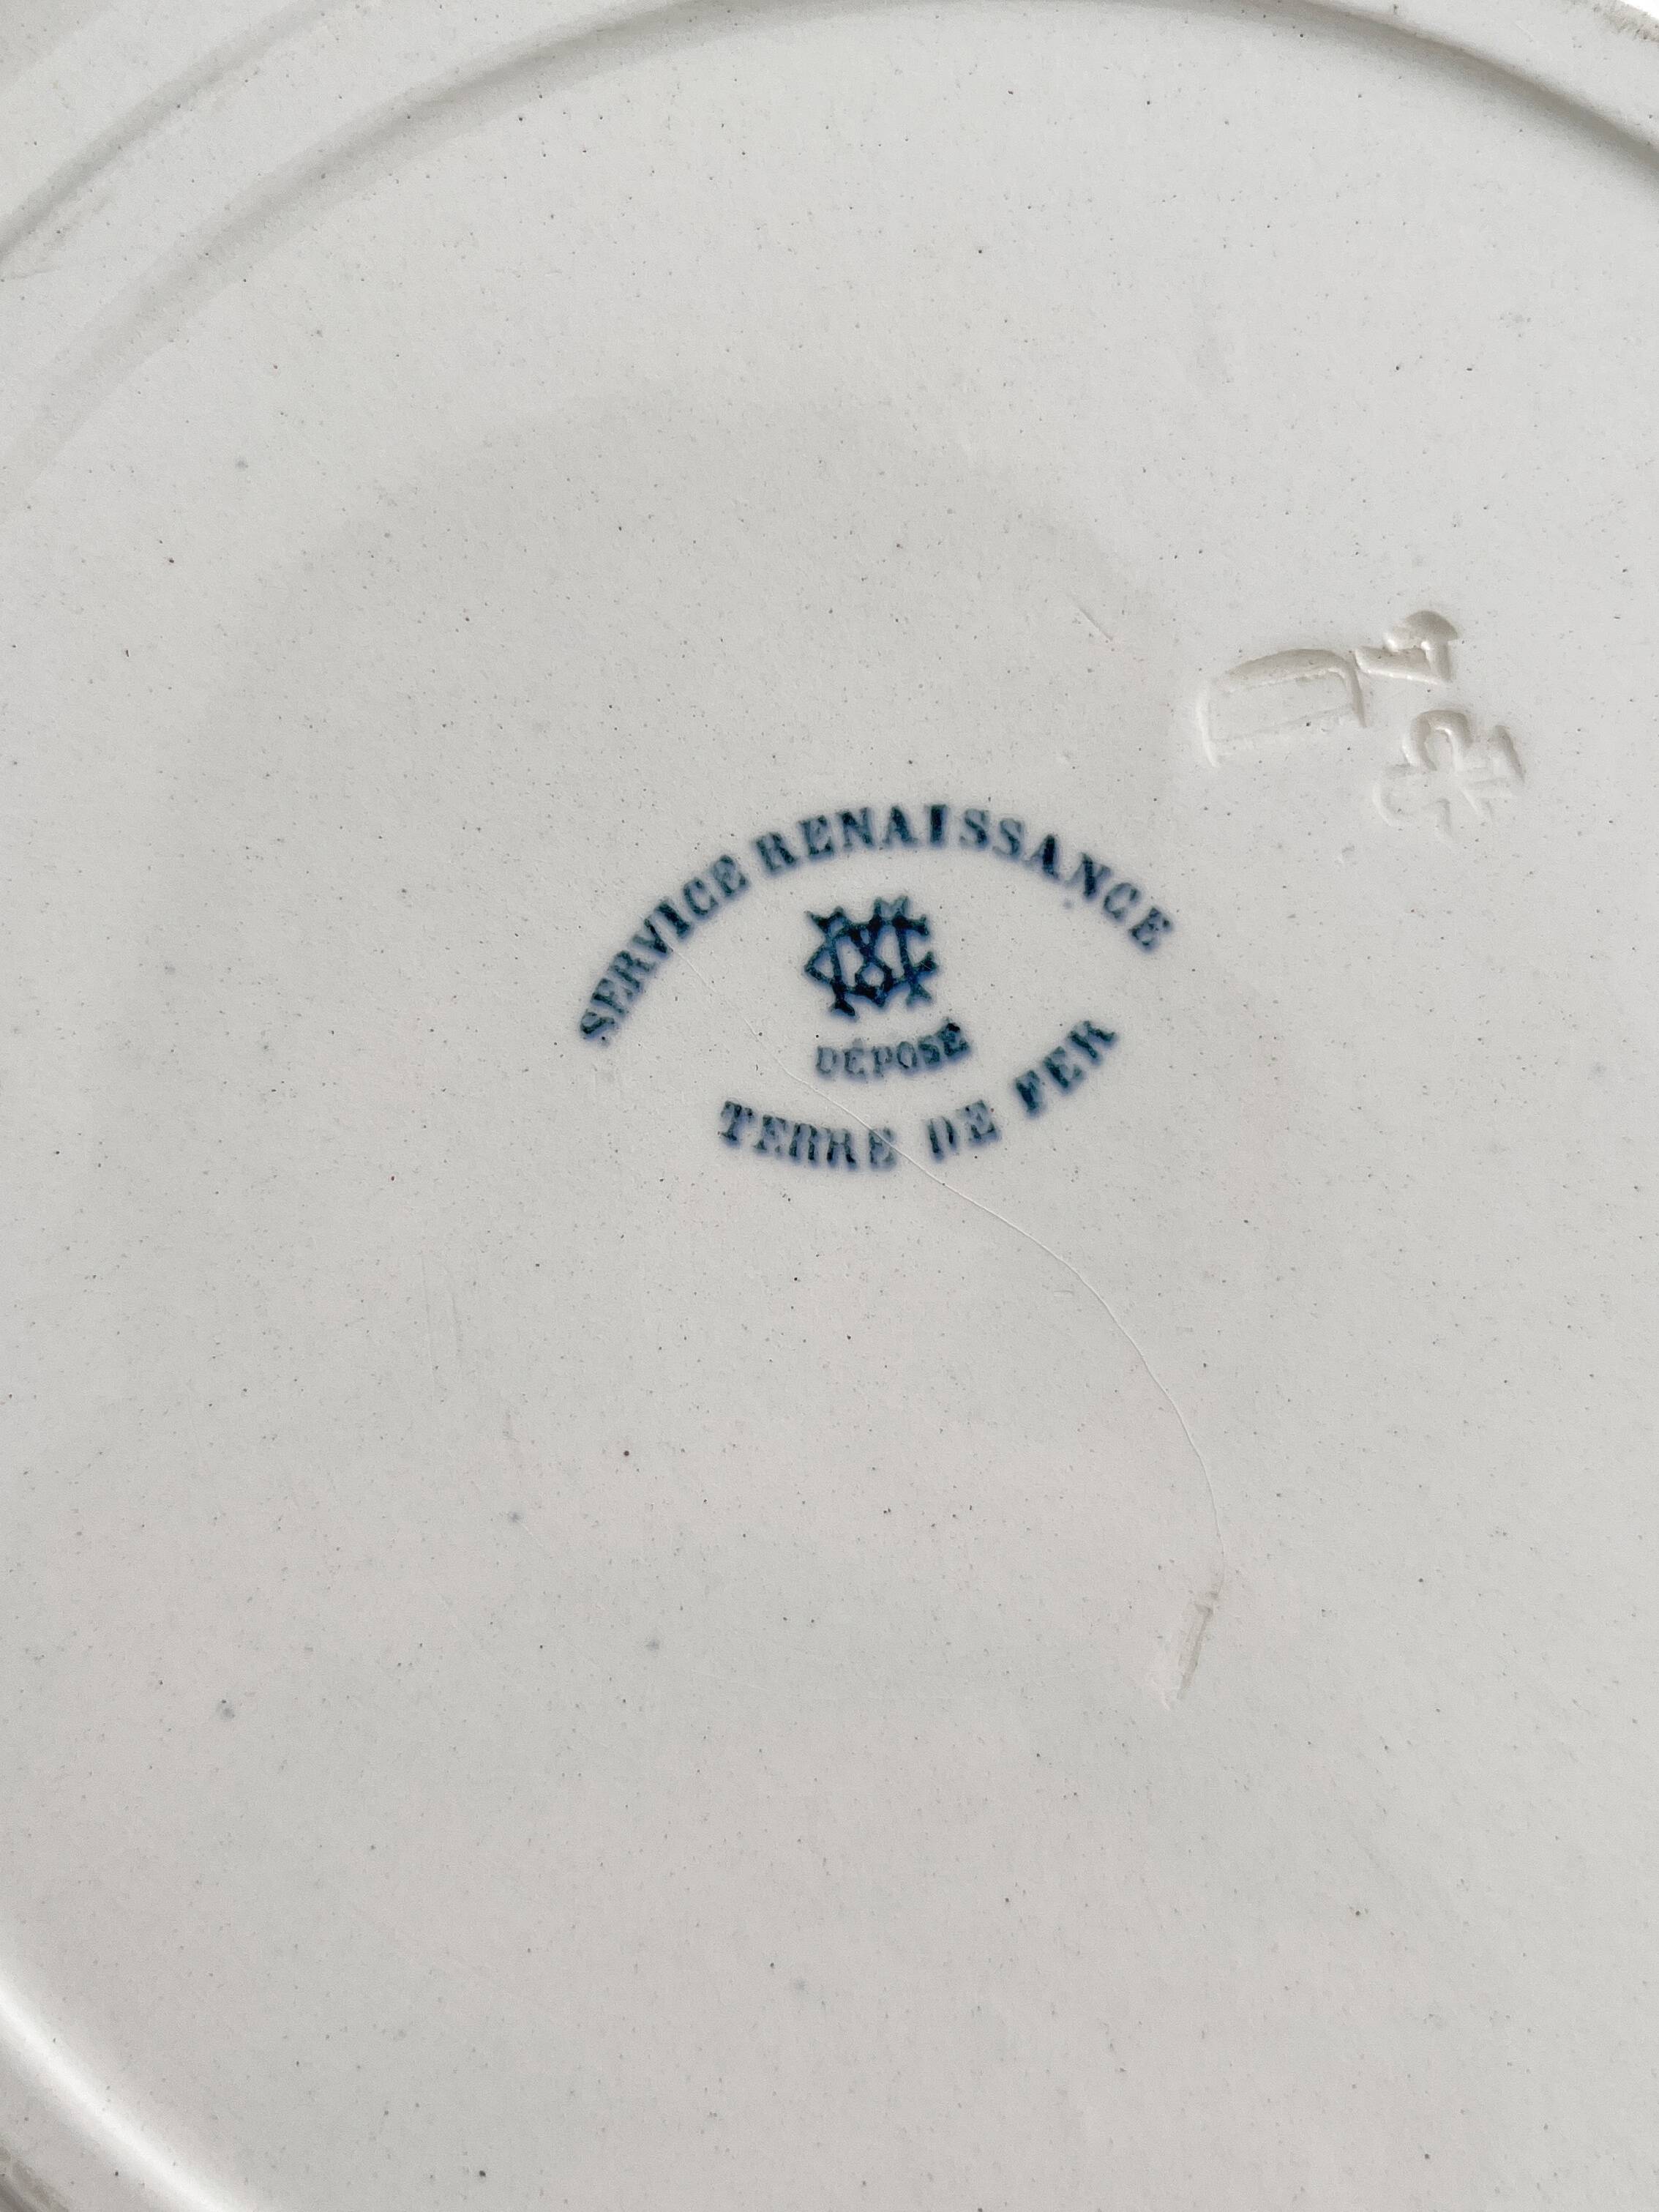 SERVICE RENAISSANCE
DÉPOSÉ
TERRE DE FER